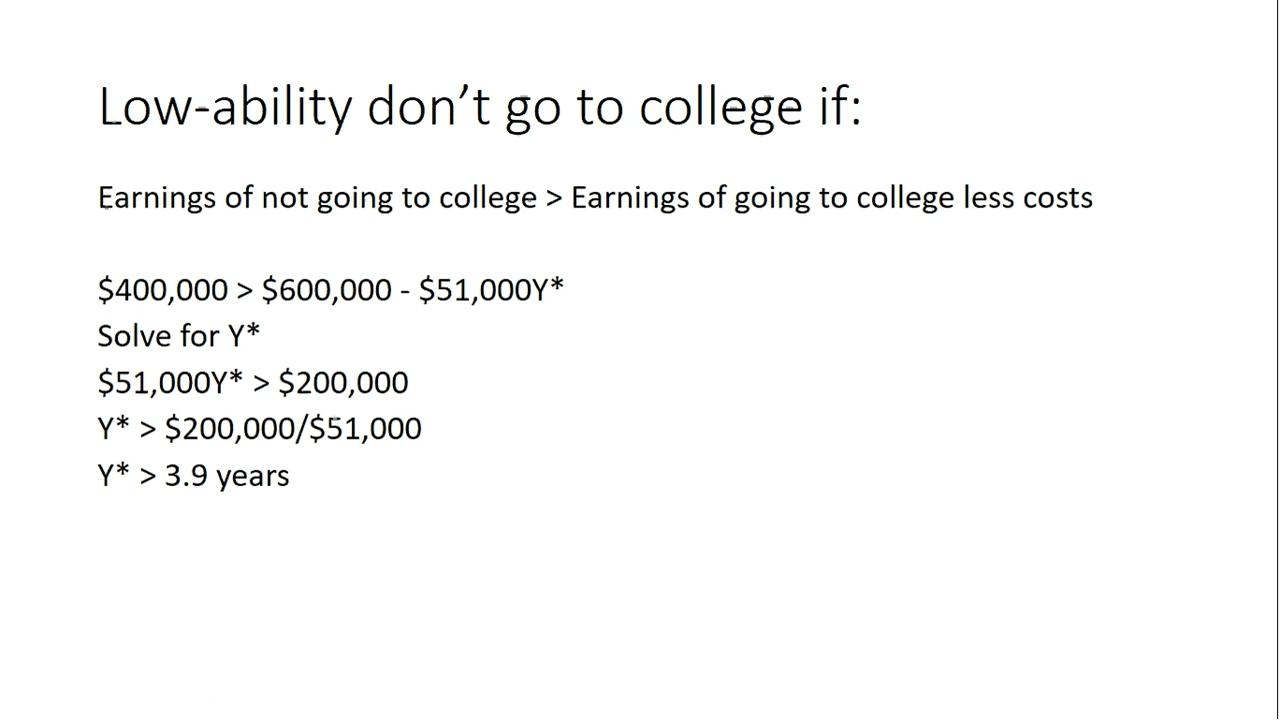 Low-ability don’t go to college if:
Earnings of not going to college > Earnings of going to college less costs
$400,000 > $600,000 - $51,000Y*
Solve for Y*
$51,000Y* > $200,000
Y* > $200,000/$51,000
Y* > 3.9 years